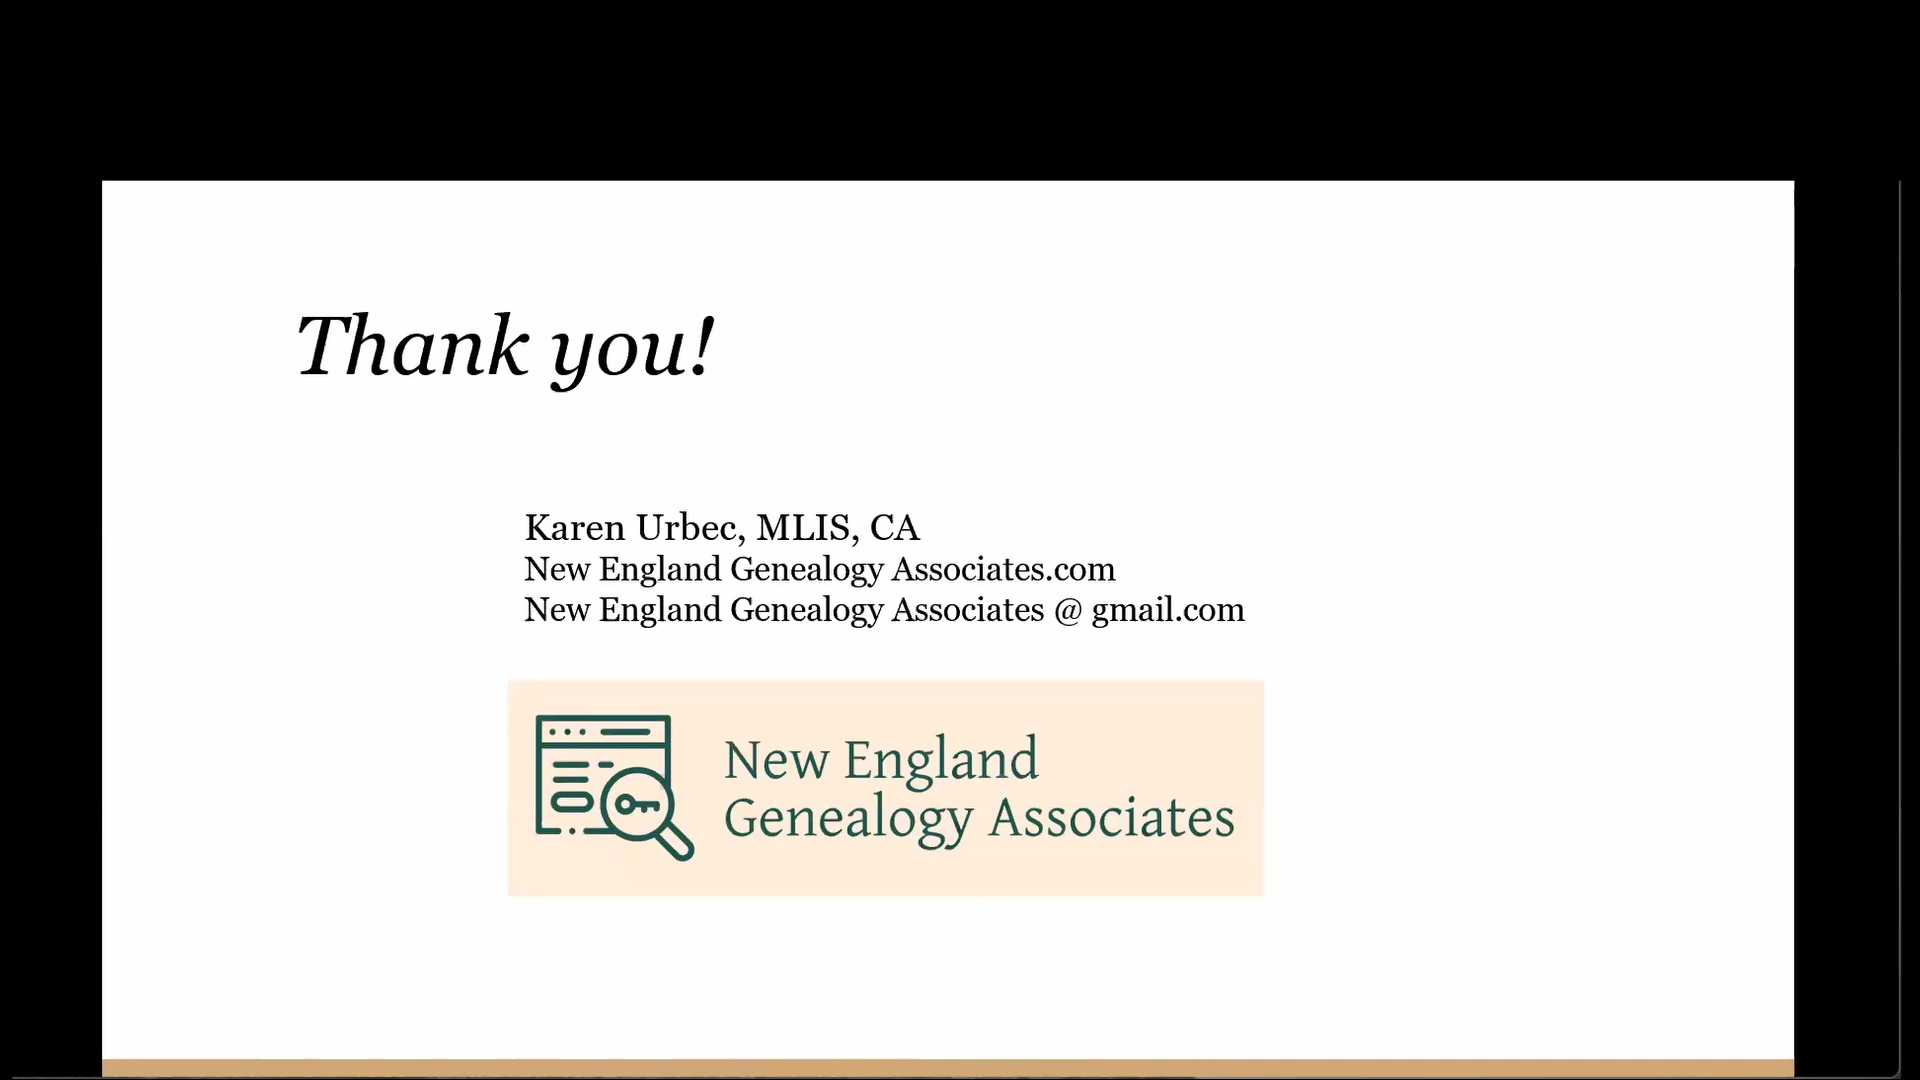 Thank you!
Karen Urbec, MLIS, CA
New England Genealogy Associates.com
New England Genealogy Associates @ gmail.com
New England
Genealogy Associates